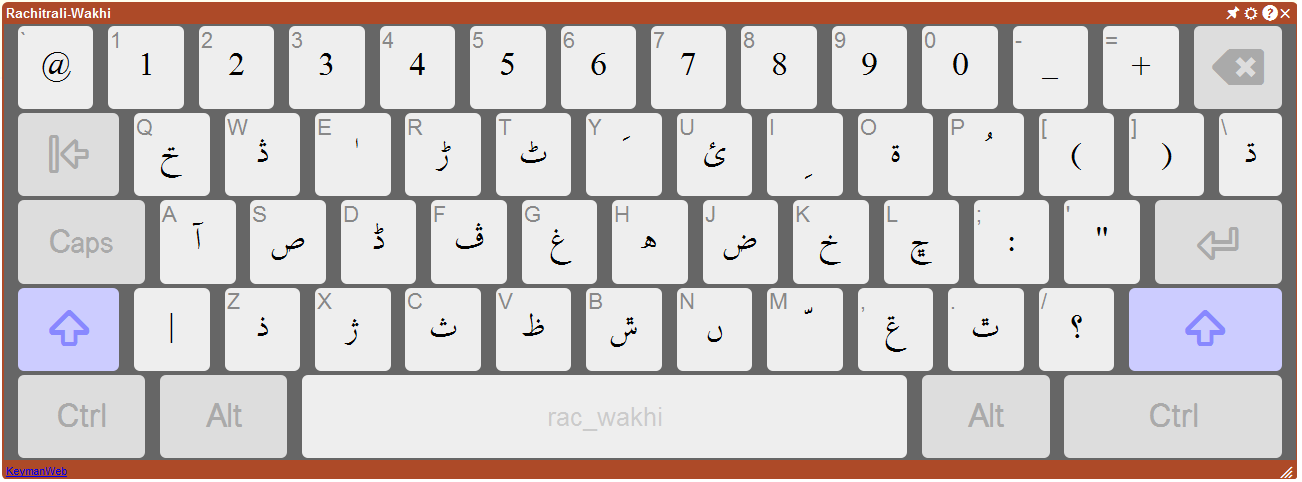 Rachitrali-Wakhi
` @ 1 1 2 2 3 3 4 4 5 5 6 6 7 7 8 8 9 9 0 0 - _ = +
Q ݗ W E ٰ R ڑ T ٹ Y َ U ئ I ِ O ة P ُ [ ( ] ) \ ڌ
Caps A آ S ص D ڈ F ڤ G غ H ھ J ض K خ L ڇ ; : ' "
| Z ذ X ژ C ث V ظ B ݜ N ں M ّ , . / ؟
Ctrl Alt rac_wakhi Alt Ctrl
KeymanWeb